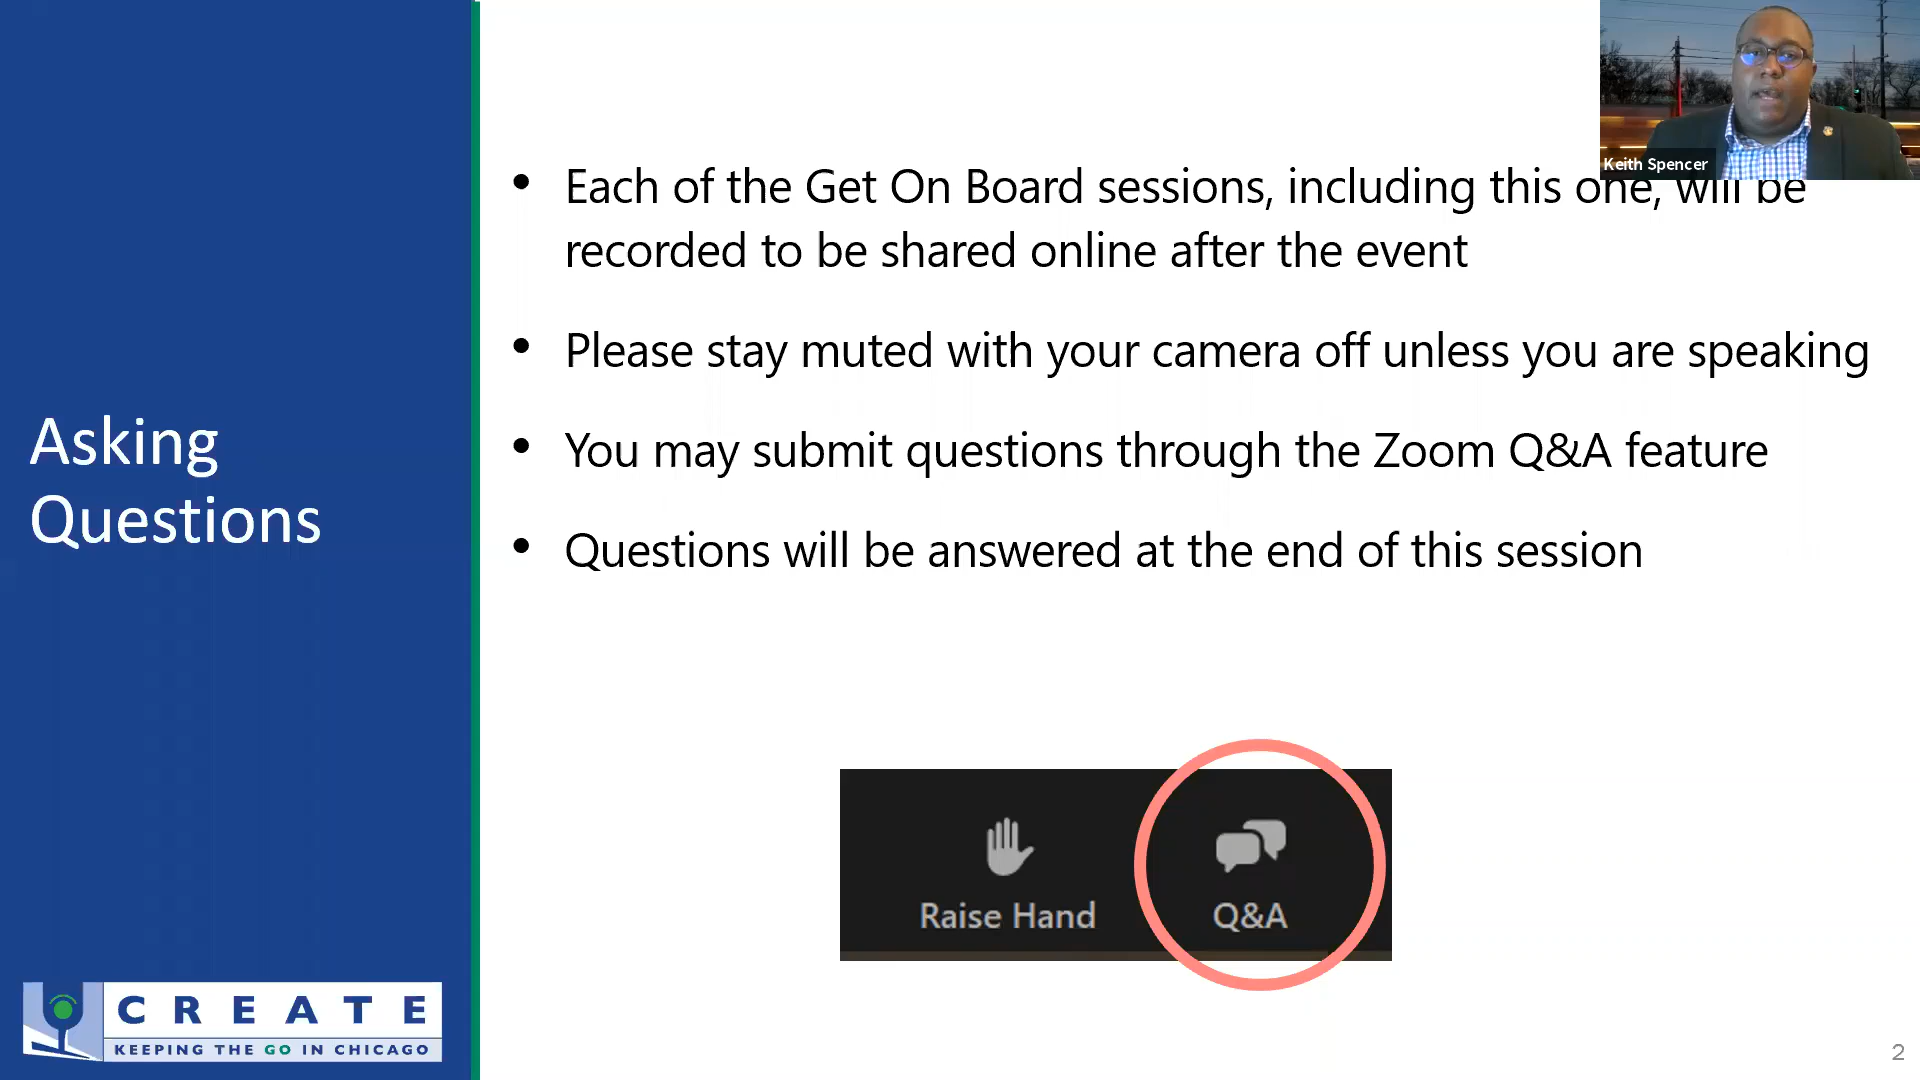 Keith Spencer
Asking
Questions
• Each of the Get On Board sessions, including this one, will be
recorded to be shared online after the event
• Please stay muted with your camera off unless you are speaking
• You may submit questions through the Zoom Q&A feature
• Questions will be answered at the end of this session
Raise Hand
Q&A
CREATE
KEEPING THE GO IN CHICAGO
2